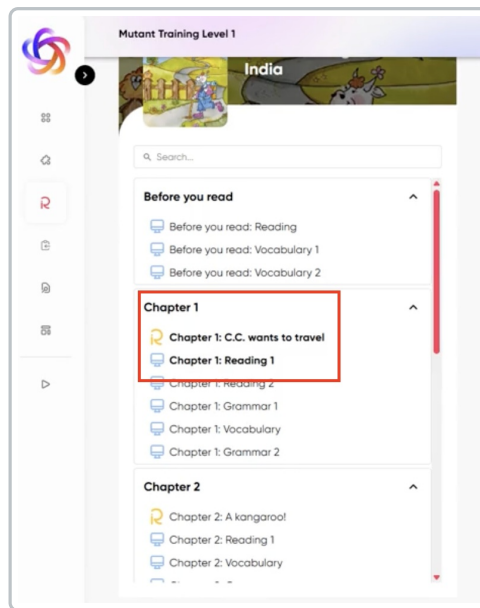 Mutant Training Level 1
India
Search...
Before you read
Before you read: Reading
Before you read: Vocabulary 1
Before you read: Vocabulary 2
Chapter 1
Chapter 1: C.C. wants to travel
Chapter 1: Reading 1
Chapter 1: Reading 2
Chapter 1: Grammar 1
Chapter 1: Vocabulary
Chapter 1: Grammar 2
Chapter 2
Chapter 2: A kangaroo!
Chapter 2: Reading 1
Chapter 2: Vocabulary